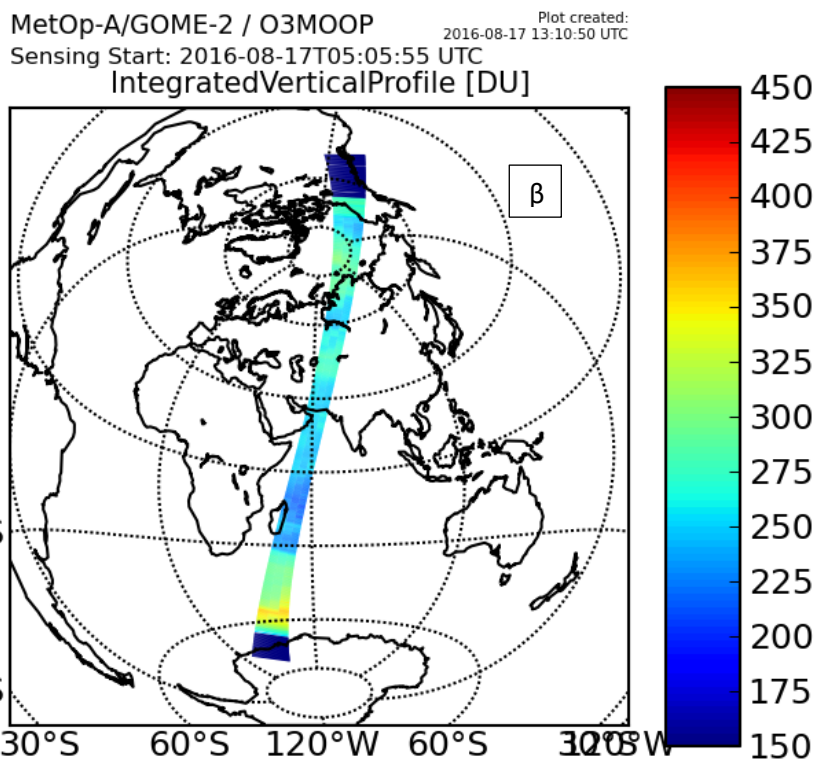 MetOp-A/GOME-2 / O3MOOP
Plot created:
2016-08-17 13:10:50 UTC
Sensing Start: 2016-08-17T05:05:55 UTC
IntegratedVerticalProfile [DU]
β
450
425
400
375
350
325
300
275
250
225
200
175
150
30°S 60°S 120°W 60°S